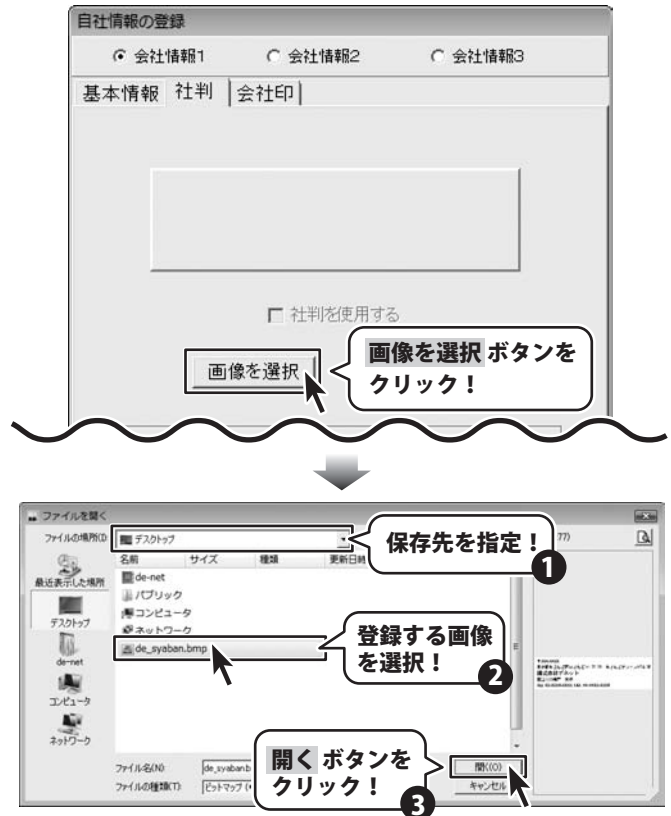 自社情報の登録
会社情報1 会社情報2 会社情報3
基本情報 社判 会社印
社判を使用する
画像を選択
画像を選択 ボタンを
クリック！
ファイルを開く
ファイルの場所(I) デスクトップ
保存先を指定！
❶
77)
名前 サイズ 種類 更新日時
最近表示した場所
de-net
パブリック
コンピュータ
ネットワーク
de_syaban.bmp
デスクトップ
de-net
コンピュータ
ネットワーク
登録する画像
を選択！
❷
ファイル名(N): de_syaban.b
ファイルの種類(T): ビットマップ (
開く(O)
キャンセル
開く ボタンを
クリック！
❸